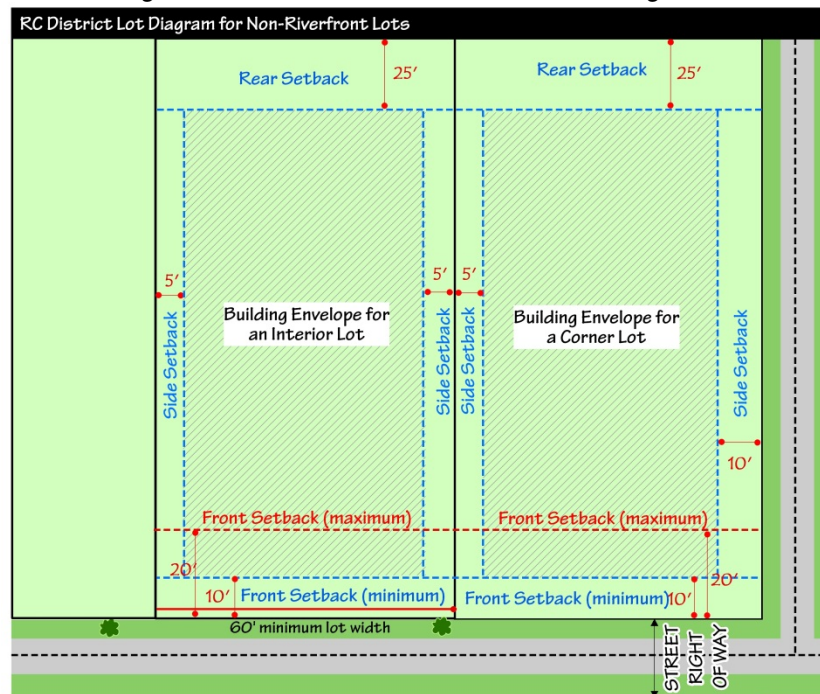 RC District Lot Diagram for Non-Riverfront Lots
Rear Setback
25'
Rear Setback
25'
5'
5'
5'
Side Setback
Building Envelope for
an Interior Lot
Side Setback
Side Setback
Building Envelope for
a Corner Lot
Side Setback
10'
Front Setback (maximum)
Front Setback (maximum)
20'
20'
10'
Front Setback (minimum)
Front Setback (minimum)
10'
60' minimum lot width
STREET
RIGHT
OF WAY